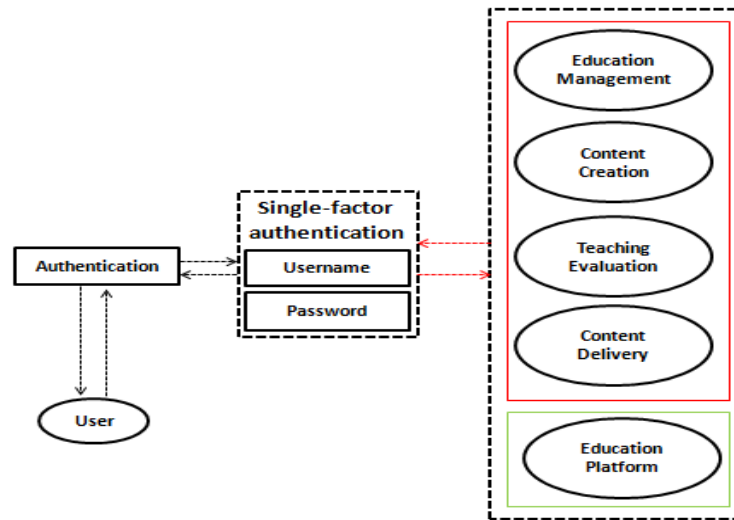 Education
Management
Content
Creation
Single-factor
authentication
Teaching
Evaluation
Authentication
Username
Password
Content
Delivery
User
Education
Platform